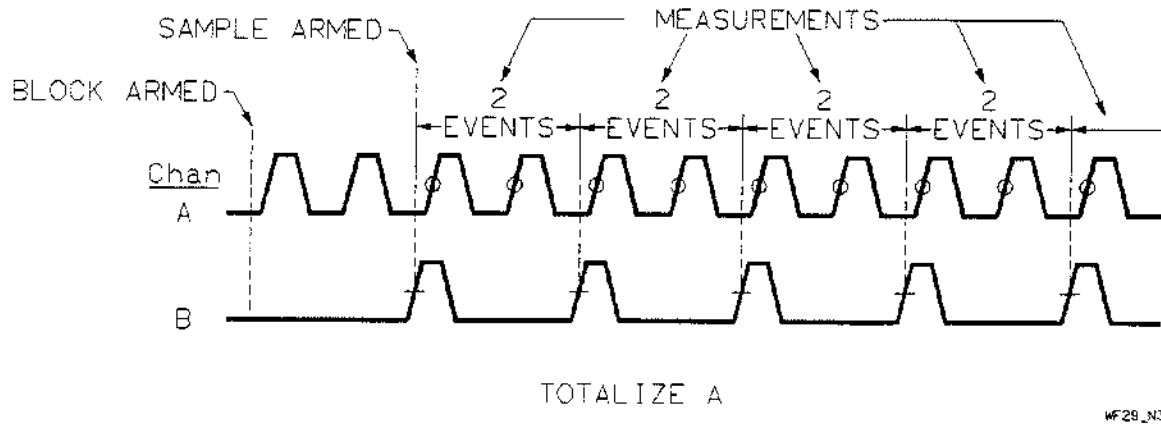 MEASUREMENTS
SAMPLE ARMED
BLOCK ARMED
2 2 2 2
EVENTS EVENTS EVENTS EVENTS
Chan
A
B
TOTALIZE A